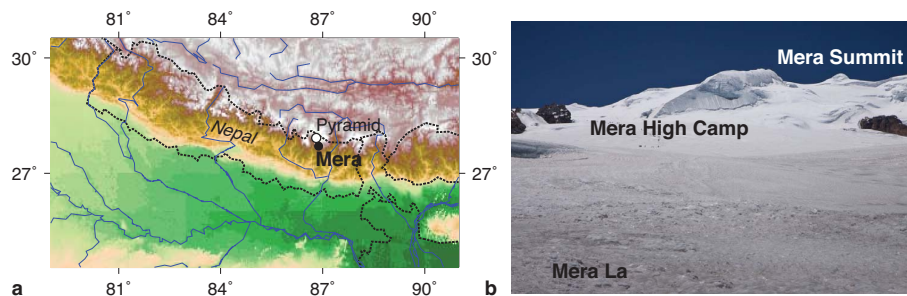 81° 84° 87° 90°
30° 30°
Mera Summit
Pyramid
Nepal
Mera High Camp
Mera
27° 27°
Mera La
81° 84° 87° 90°
a b